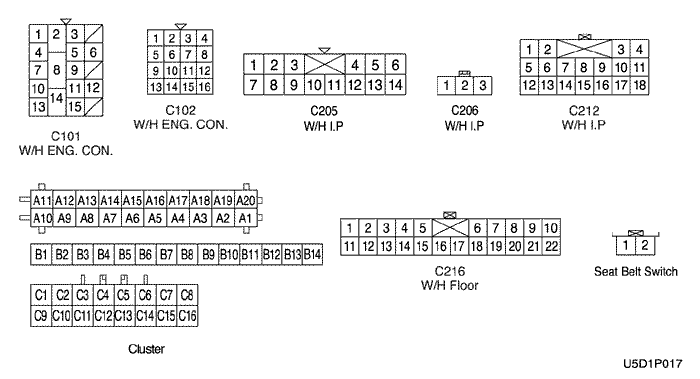 1 2 3
4 5 6
7 8 9
10 11 12
13 14 15
C101
W/H ENG. CON.
1 2 3 4
5 6 7 8
9 10 11 12
13 14 15 16
C102
W/H ENG. CON.
1 2 3 4 5 6
7 8 9 10 11 12 13 14
C205
W/H I.P
1 2 3
C206
W/H I.P
1 2 3 4
5 6 7 8 9 10 11
12 13 14 15 16 17 18
C212
W/H I.P
A11 A12 A13 A14 A15 A16 A17 A18 A19 A20
A10 A9 A8 A7 A6 A5 A4 A3 A2 A1
B1 B2 B3 B4 B5 B6 B7 B8 B9 B10 B11 B12 B13 B14
C1 C2 C3 C4 C5 C6 C7 C8
C9 C10 C11 C12 C13 C14 C15 C16
Cluster
1 2 3 4 5 6 7 8 9 10
11 12 13 14 15 16 17 18 19 20 21 22
C216
W/H Floor
1 2
Seat Belt Switch
U5D1P017